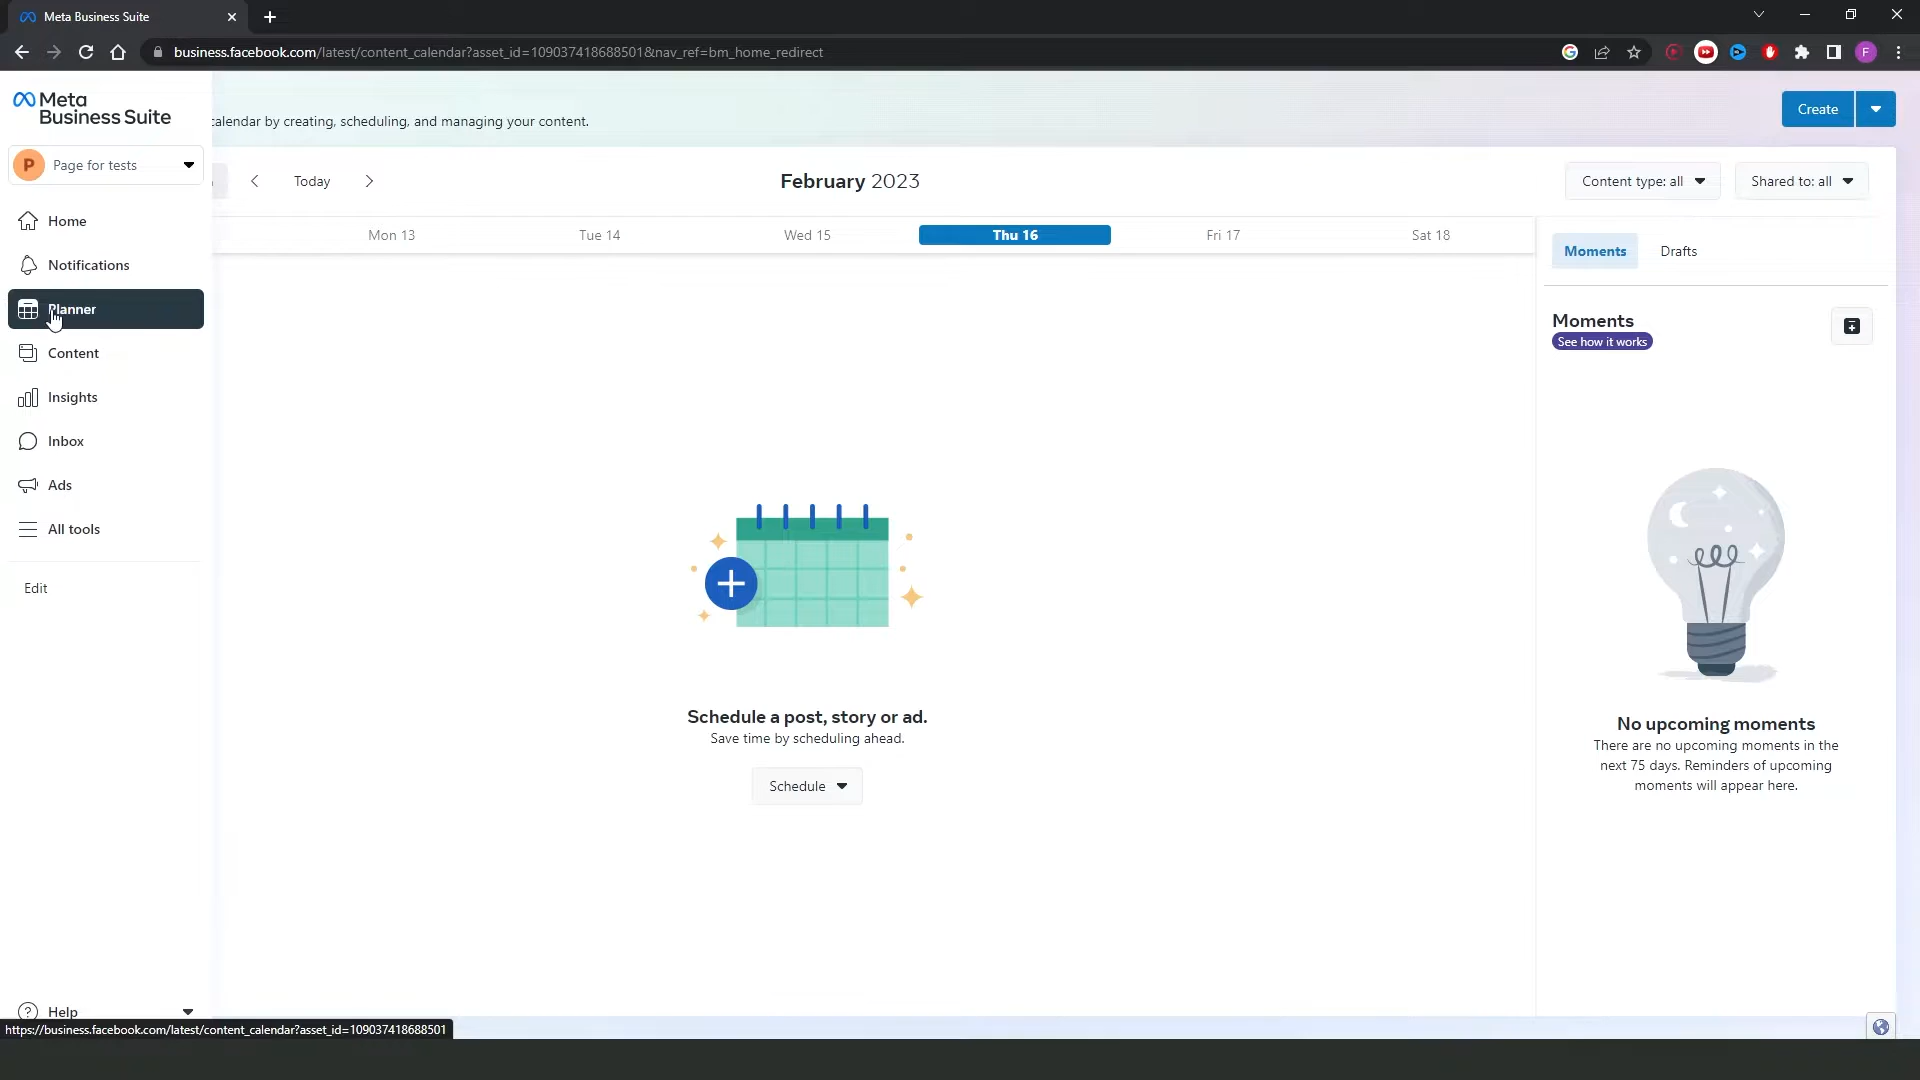 Meta Business Suite
business.facebook.com/latest/content_calendar?asset_id=109037418688501&nav_ref=bm_home_redirect
F
Meta
Business Suite
calendar by creating, scheduling, and managing your content.
Create
P
Page for tests
Today
February 2023
Content type: all
Shared to: all
Mon 13
Tue 14
Wed 15
Thu 16
Fri 17
Sat 18
Home
Notifications
Planner
Content
Insights
Inbox
Ads
All tools
Edit
Help
Moments
Drafts
Moments
See how it works
Schedule a post, story or ad.
Save time by scheduling ahead.
Schedule
No upcoming moments
There are no upcoming moments in the
next 75 days. Reminders of upcoming
moments will appear here.
https://business.facebook.com/latest/content_calendar?asset_id=109037418688501